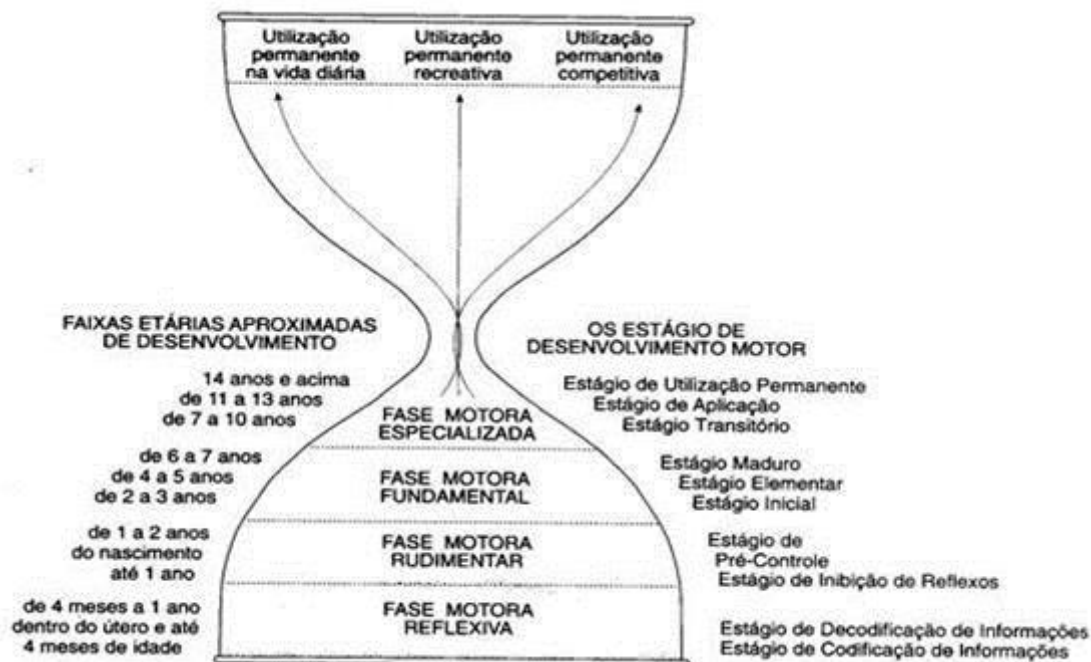 Utilização permanente na vida diária
Utilização permanente recreativa
Utilização permanente competitiva
FAIXAS ETÁRIAS APROXIMADAS
DE DESENVOLVIMENTO
OS ESTÁGIO DE
DESENVOLVIMENTO MOTOR
14 anos e acima
de 11 a 13 anos
de 7 a 10 anos
FASE MOTORA
ESPECIALIZADA
Estágio de Utilização Permanente
Estágio de Aplicação
Estágio Transitório
de 6 a 7 anos
de 4 a 5 anos
de 2 a 3 anos
FASE MOTORA
FUNDAMENTAL
Estágio Maduro
Estágio Elementar
Estágio Inicial
de 1 a 2 anos
do nascimento
até 1 ano
FASE MOTORA
RUDIMENTAR
Estágio de
Pré-Controle
Estágio de Inibição de Reflexos
de 4 meses a 1 ano
dentro do útero e até
4 meses de idade
FASE MOTORA
REFLEXIVA
Estágio de Decodificação de Informações
Estágio de Codificação de Informações